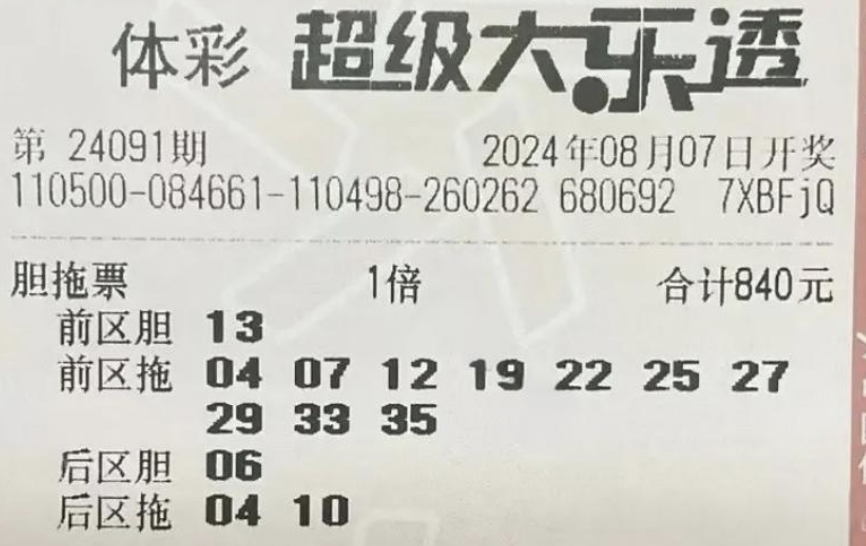 体彩 超级大乐透
第 24091期 2024年08月07日开奖
110500-084661-110498-260262 680692 7XBFjQ
胆拖票 1倍 合计840元
前区胆 13
前区拖 04 07 12 19 22 25 27
29 33 35
后区胆 06
后区拖 04 10